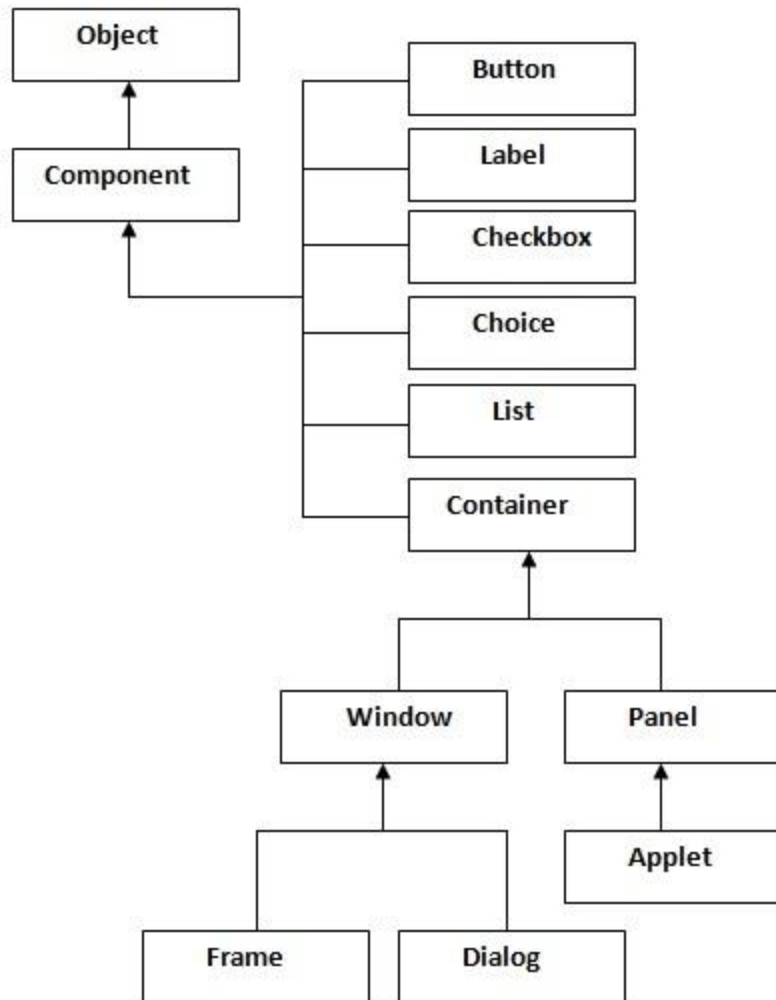 Object
Component
Button
Label
Checkbox
Choice
List
Container
Window
Panel
Applet
Frame
Dialog